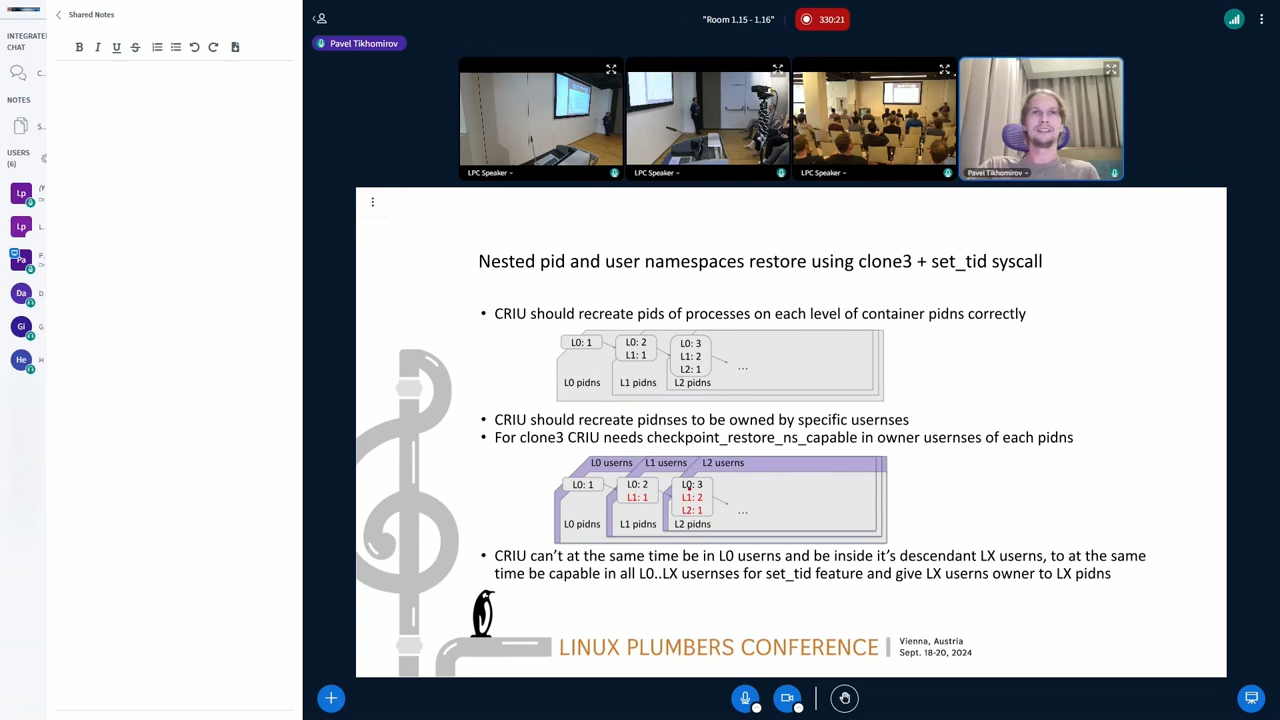 Shared Notes
INTEGRATE
CHAT
C...
NOTES
S...
USERS
(6)
Lp
(M
Lp
L.
Pa
P.
Da
D.
Gi
G.
He
H
B I U S
"Room 1.15 - 1.16"
330:21
Pavel Tikhomirov
LPC Speaker
LPC Speaker
LPC Speaker
Pavel Tikhomirov
Nested pid and user namespaces restore using clone3 + set_tid syscall
• CRIU should recreate pids of processes on each level of container pidns correctly
L0: 1
L0: 2
L1: 1
L0: 3
L1: 2
L2: 1
...
L0 pidns
L1 pidns
L2 pidns
• CRIU should recreate pidnses to be owned by specific usernses
• For clone3 CRIU needs checkpoint_restore_ns_capable in owner usernses of each pidns
L0 userns
L1 userns
L2 userns
L0: 1
L0: 2
L1: 1
L0: 3
L1: 2
L2: 1
...
L0 pidns
L1 pidns
L2 pidns
• CRIU can't at the same time be in L0 userns and be inside it's descendant LX userns, to at the same
time be capable in all L0..LX usernses for set_tid feature and give LX userns owner to LX pidns
LINUX PLUMBERS CONFERENCE
Vienna, Austria
Sept. 18-20, 2024